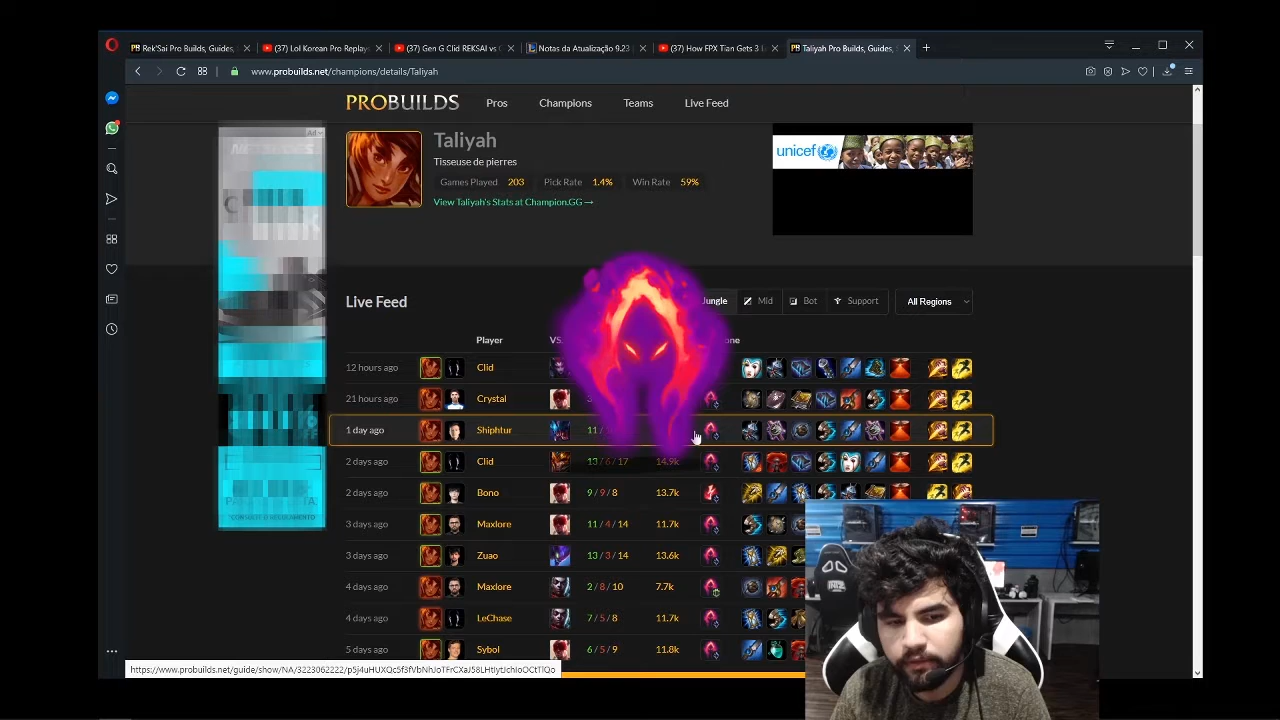 Rek'Sai Pro Builds, Guides,
(37) Lol Korean Pro Replays
(37) Gen G Clid REKSAI vs
Notas da Atualização 9.23
(37) How FPX Tian Gets 3
Taliyah Pro Builds, Guides,
www.probuilds.net/champions/details/Taliyah
PROBUILDS Pros Champions Teams Live Feed
Ad
Taliyah
Tisseuse de pierres
Games Played 203 Pick Rate 1.4% Win Rate 59%
View Taliyah's Stats at Champion.GG →
unicef
Live Feed
Jungle Mid Bot Support All Regions
Player VS.
12 hours ago Clid
21 hours ago Crystal
1 day ago Shiphtur 11 /
2 days ago Clid 13 / 6 / 17 14.9k
2 days ago Bono 9 / 9 / 8 13.7k
3 days ago Maxlore 11 / 4 / 14 11.7k
3 days ago Zuao 13 / 3 / 14 13.6k
4 days ago Maxlore 2 / 8 / 10 7.7k
4 days ago LeChase 7 / 5 / 8 11.7k
5 days ago Sybol 6 / 5 / 9 11.8k